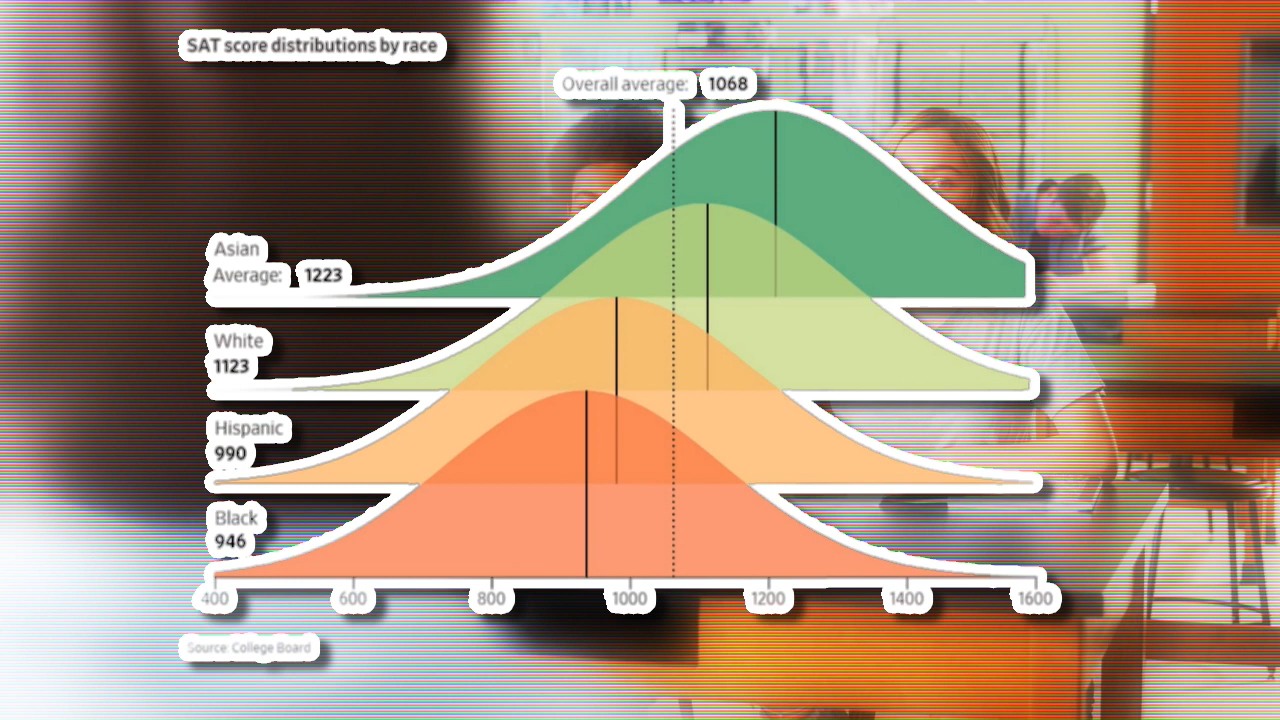 SAT score distributions by race
Overall average: 1068
Asian
Average: 1223
White
1123
Hispanic
990
Black
946
400 600 800 1000 1200 1400 1600
Source: College Board